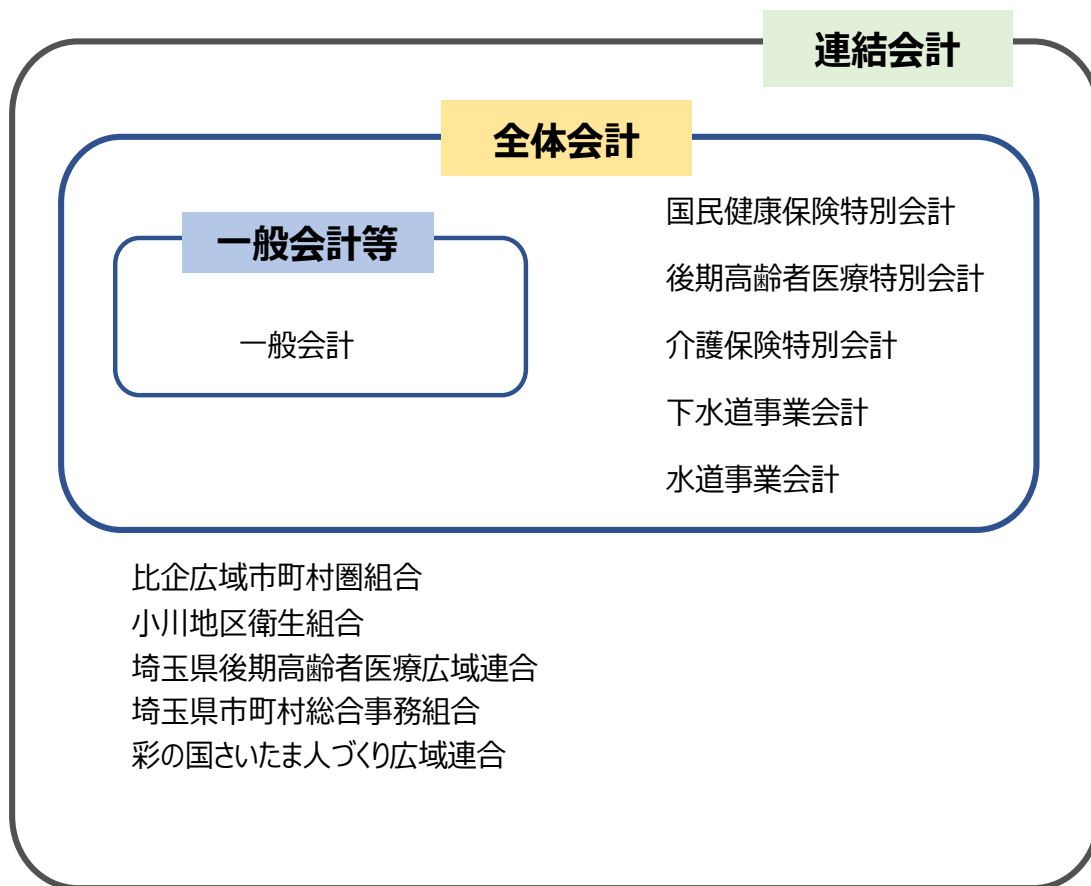 連結会計
全体会計
一般会計等
一般会計
国民健康保険特別会計
後期高齢者医療特別会計
介護保険特別会計
下水道事業会計
水道事業会計
比企広域市町村圏組合
小川地区衛生組合
埼玉県後期高齢者医療広域連合
埼玉県市町村総合事務組合
彩の国さいたま人づくり広域連合